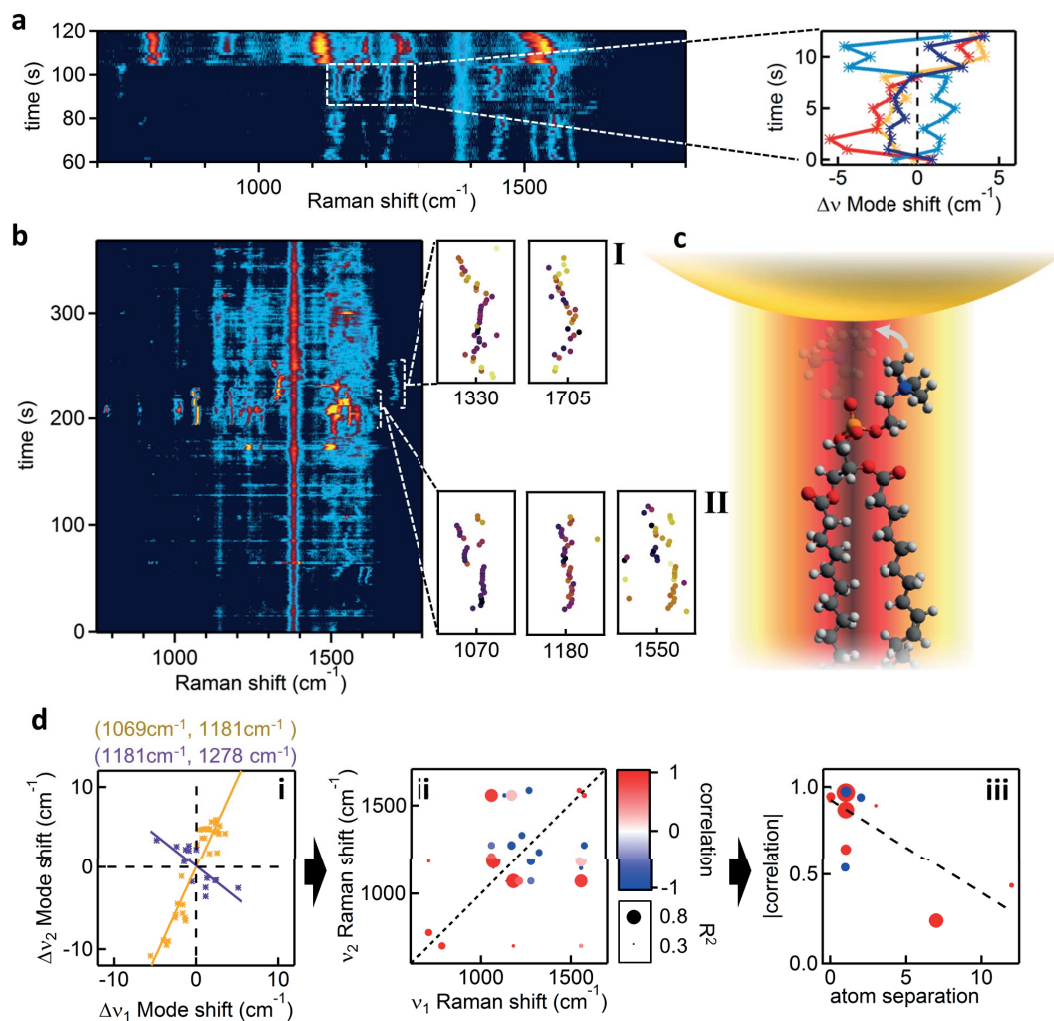 a
time (s)
120
100
80
60
1000
1500
Raman shift (cm-1)
10
5
0
-5
0
5
Δν Mode shift (cm-1)
b
time (s)
300
200
100
0
1000
1500
Raman shift (cm-1)
I
1330
1705
II
1070
1180
1550
c
d
(1069cm-1, 1181cm-1)
(1181cm-1, 1278 cm-1)
i
Δν2 Mode shift (cm-1)
10
0
-10
-10
0
10
Δν1 Mode shift (cm-1)
ii
ν2 Raman shift (cm-1)
1500
1000
1000
1500
ν1 Raman shift (cm-1)
1
0
-1
correlation
0.8
0.3
R2
iii
|correlation|
1.0
0.5
0.0
0
5
10
atom separation